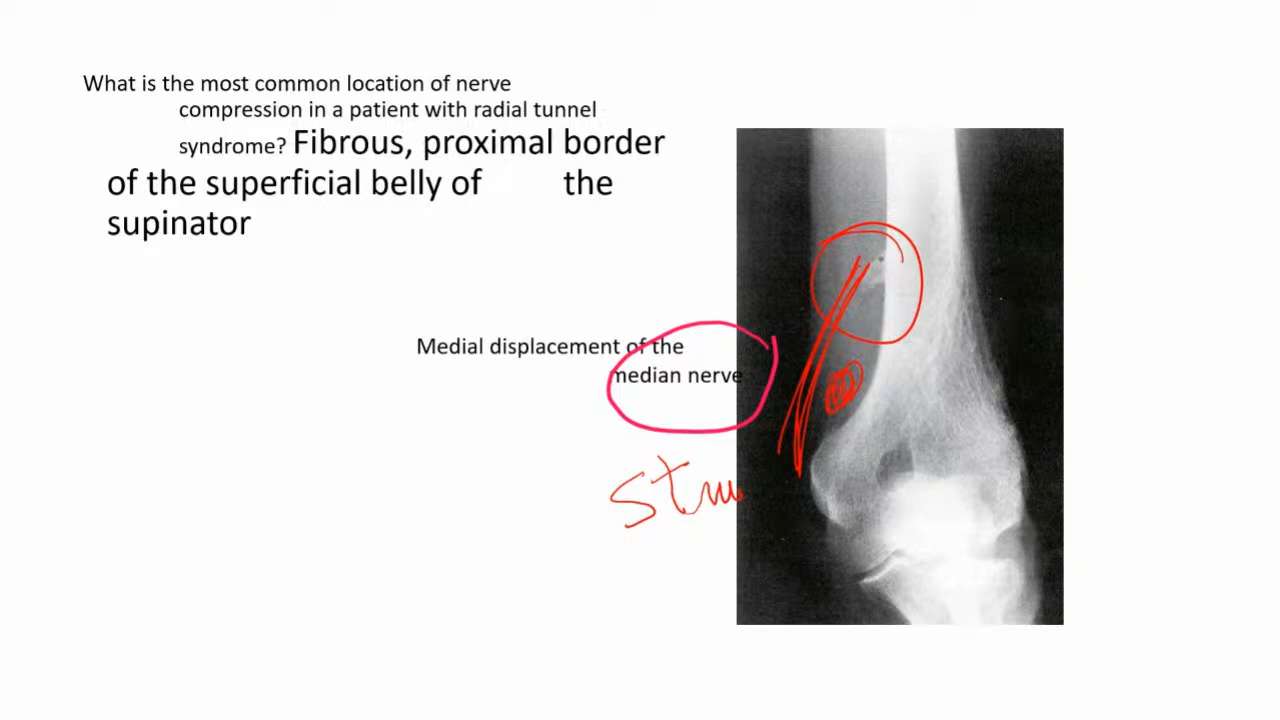 What is the most common location of nerve
compression in a patient with radial tunnel
syndrome? Fibrous, proximal border
of the superficial belly of the
supinator
Medial displacement of the
median nerve